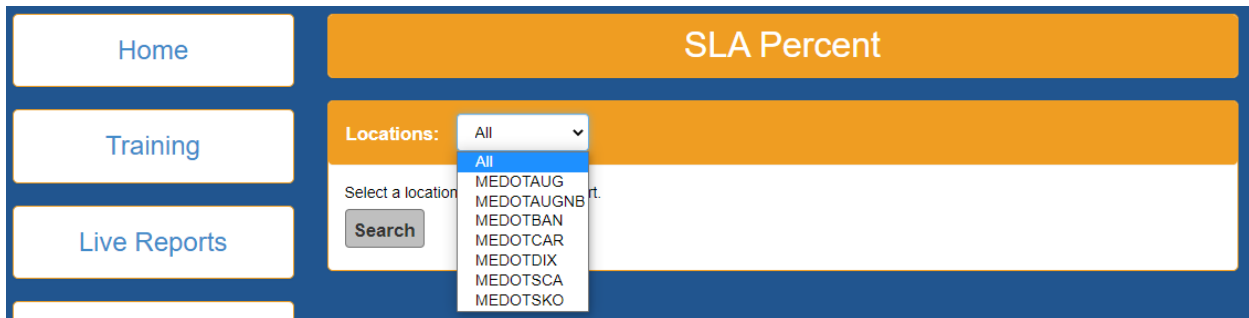 Home
Training
Live Reports
SLA Percent
Locations: All
All
MEDOTAUG
MEDOTAUGNB
MEDOTBAN
MEDOTCAR
MEDOTDIX
MEDOTSCA
MEDOTSKO
Select a location rt.
Search